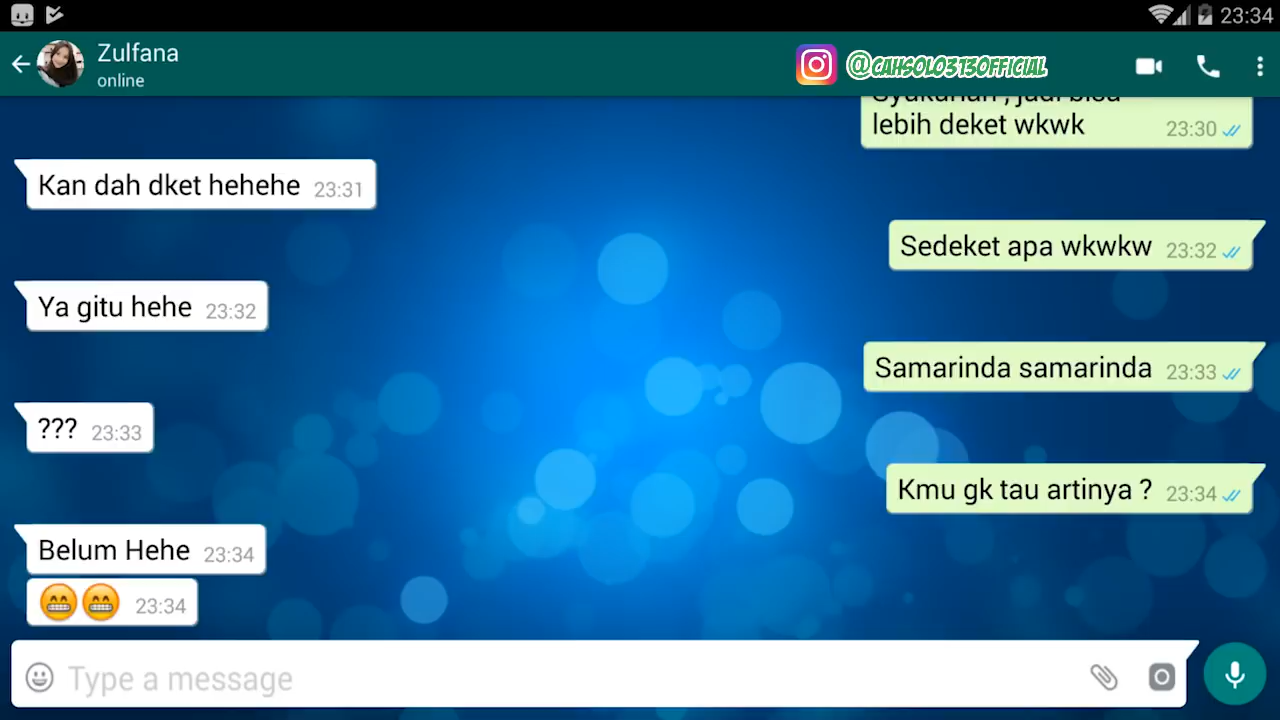 23:34
Zulfana
online
@CAHSOLO313OFFICIAL
lebih deket wkwk 23:30
Kan dah dket hehehe 23:31
Sedeket apa wkwkw 23:32
Ya gitu hehe 23:32
Samarinda samarinda 23:33
??? 23:33
Kmu gk tau artinya ? 23:34
Belum Hehe 23:34
😁😁 23:34
Type a message